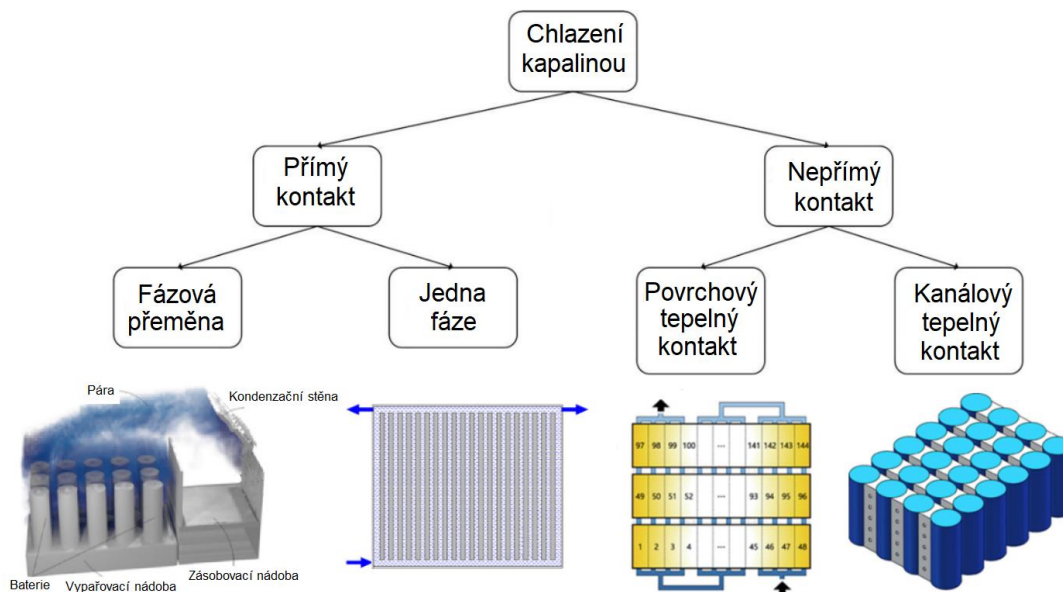 Chlazení
kapalinou
Přímý
kontakt
Nepřímý
kontakt
Fázová
přeměna
Jedna
fáze
Povrchový
tepelný
kontakt
Kanálový
tepelný
kontakt
Pára
Kondenzační stěna
Baterie
Vypařovací nádoba
Zásobovací nádoba
97 98 99 100 ... 141 142 143 144
49 50 51 52 ... 93 94 95 96
1 2 3 4 ... 45 46 47 48